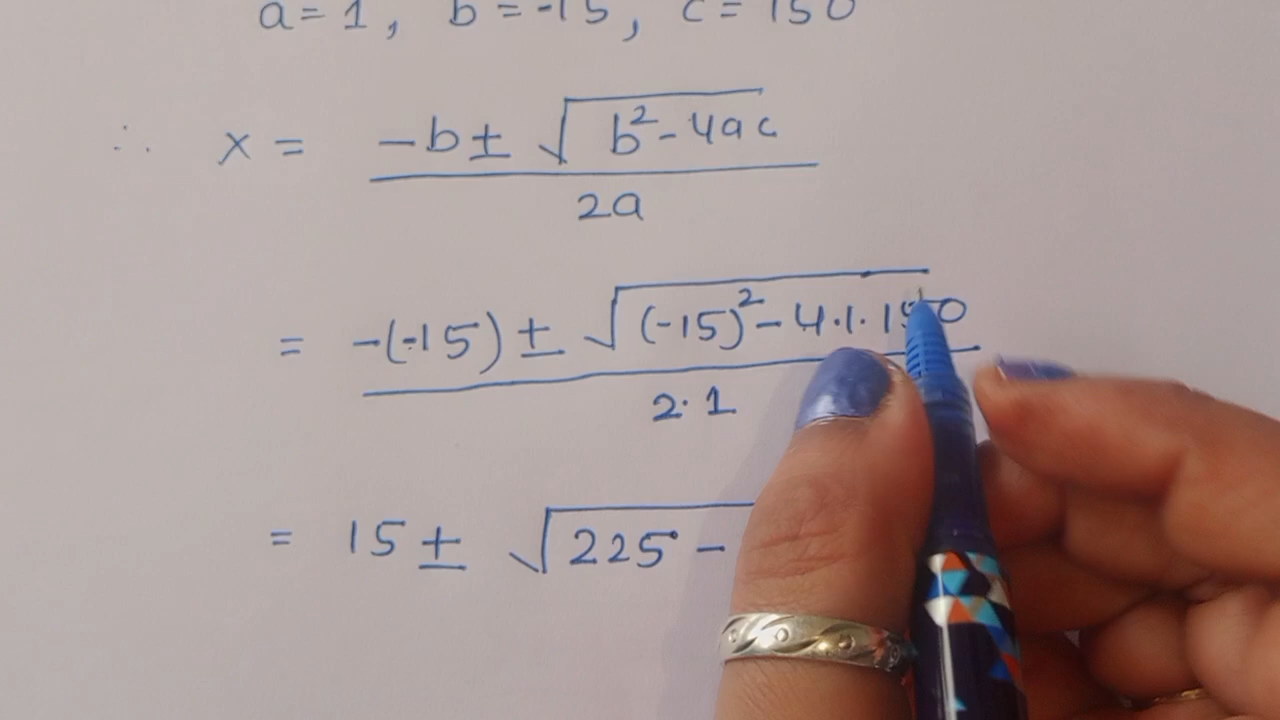 a = 1, b = -15, c = 150
∴ x = -b ± √(b² - 4ac) / 2a
= -(-15) ± √((-15)² - 4·1·150) / 2·1
= 15 ± √225 -